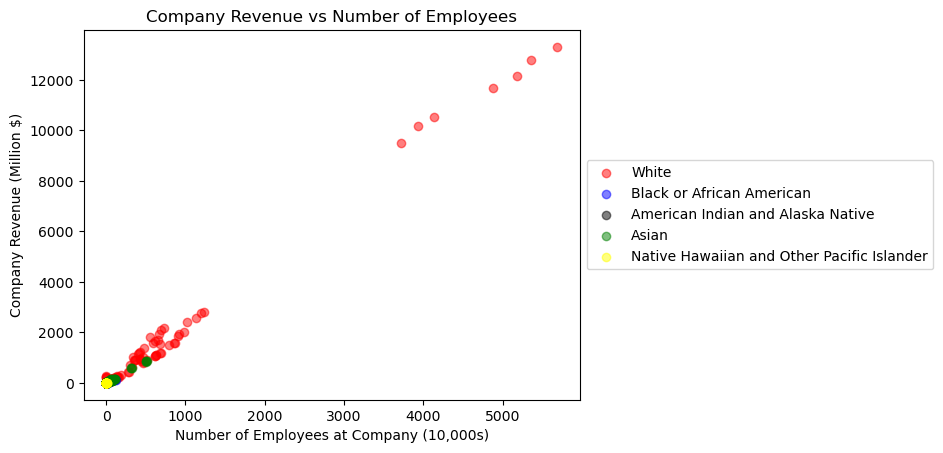 Company Revenue vs Number of Employees
Company Revenue (Million $)
12000
10000
8000
6000
4000
2000
0
0 1000 2000 3000 4000 5000
Number of Employees at Company (10,000s)
White
Black or African American
American Indian and Alaska Native
Asian
Native Hawaiian and Other Pacific Islander